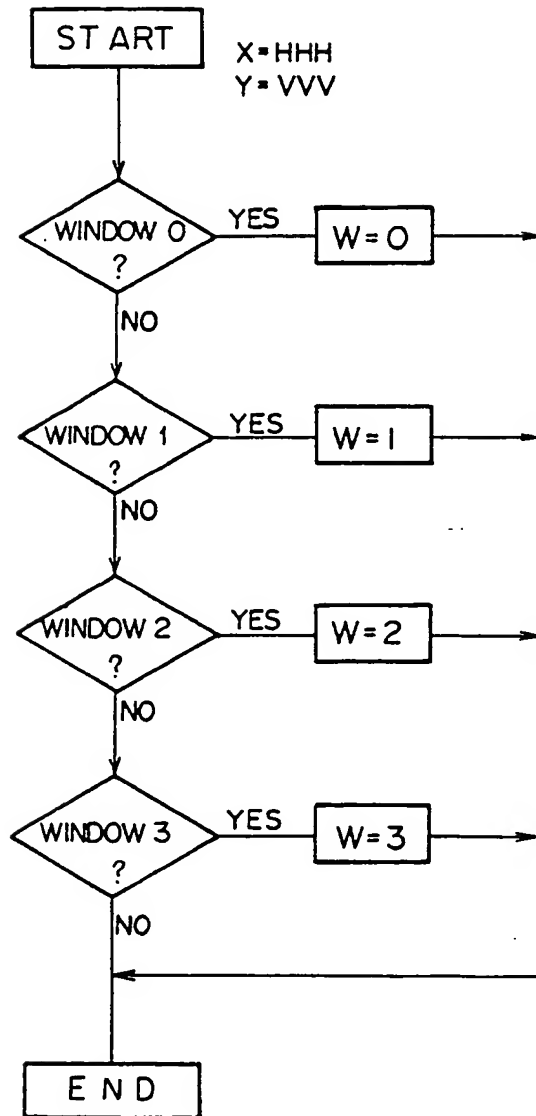 START
X=HHH
Y=VVV
WINDOW 0
?
YES
W=0
NO
WINDOW 1
?
YES
W=1
NO
WINDOW 2
?
YES
W=2
NO
WINDOW 3
?
YES
W=3
NO
END